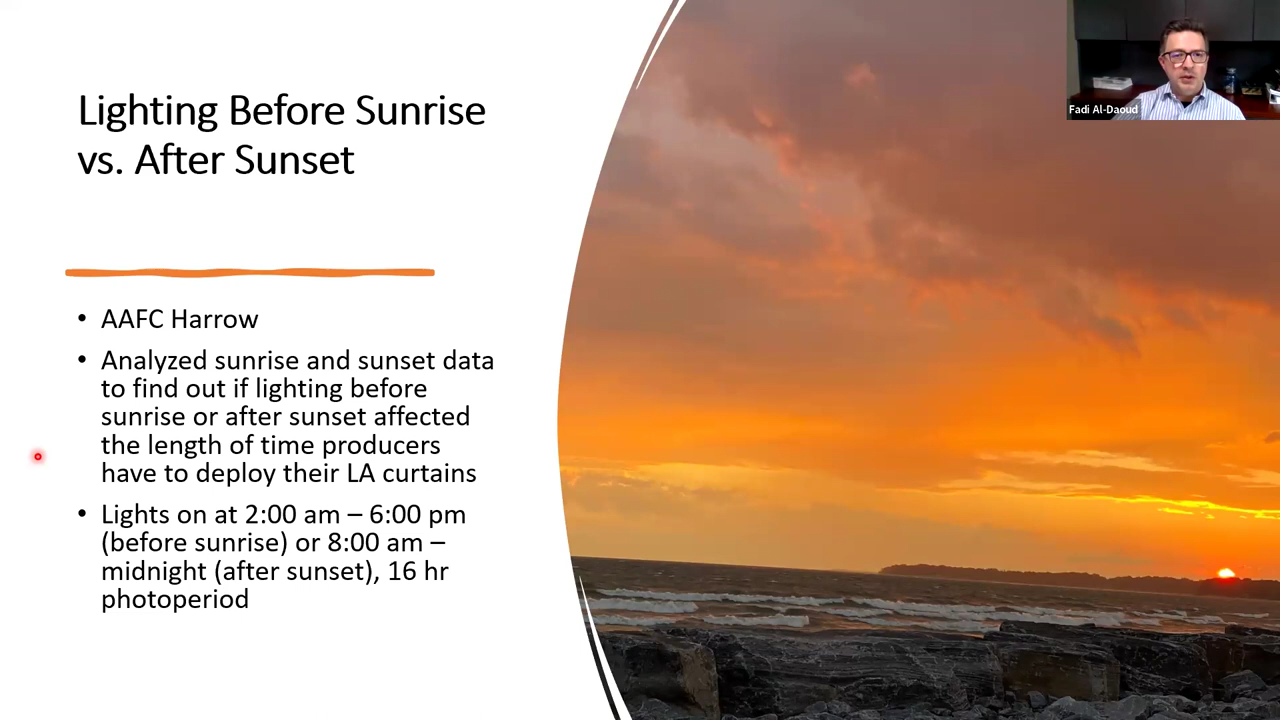 Lighting Before Sunrise
vs. After Sunset
• AAFC Harrow
• Analyzed sunrise and sunset data
to find out if lighting before
sunrise or after sunset affected
the length of time producers
have to deploy their LA curtains
• Lights on at 2:00 am – 6:00 pm
(before sunrise) or 8:00 am –
midnight (after sunset), 16 hr
photoperiod
Fadi Al-Daoud